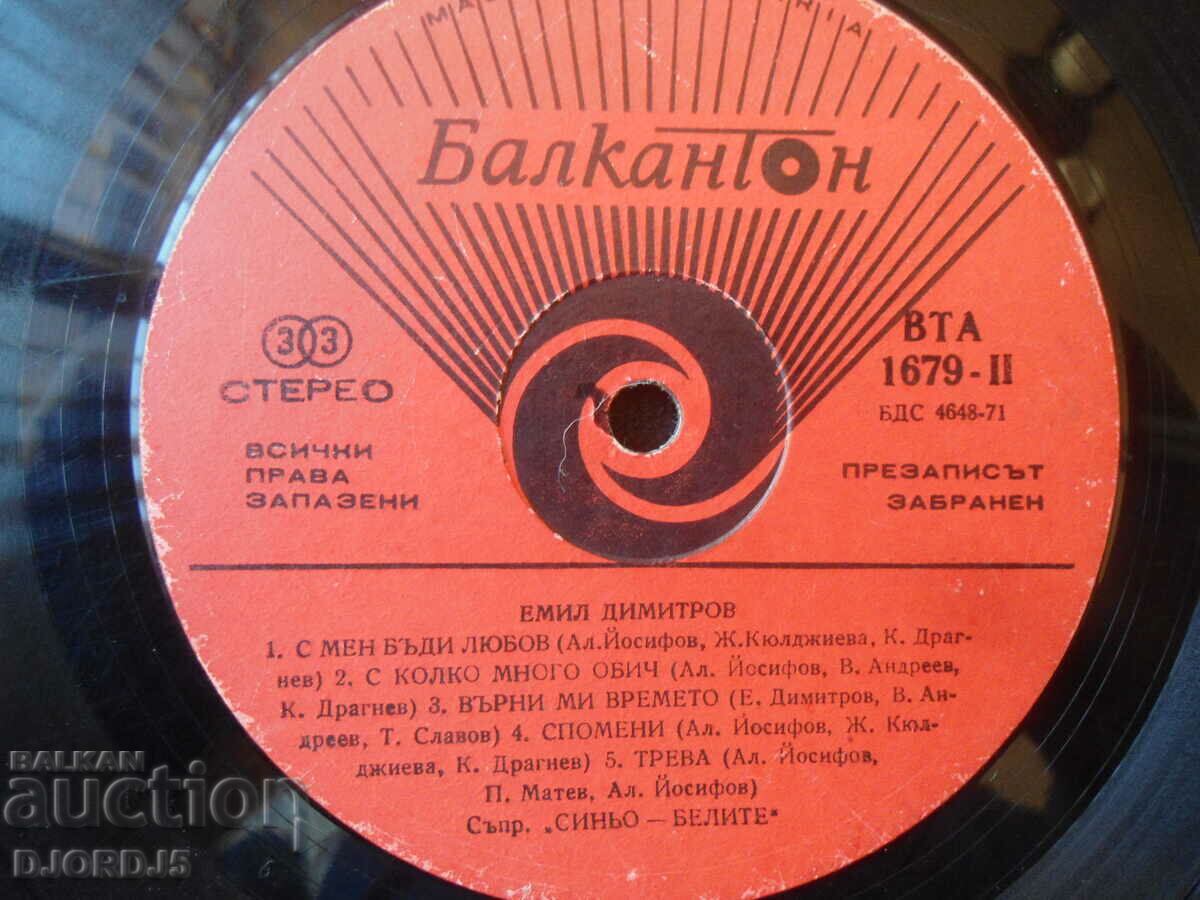 Балкантон
33
СТЕРЕО
ВТА
1679-II
БДС 4648-71
ВСИЧКИ
ПРАВА
ЗАПАЗЕНИ
ПРЕЗАПИСЪТ
ЗАБРАНЕН
ЕМИЛ ДИМИТРОВ
1. С МЕН БЪДИ ЛЮБОВ (Ал.Йосифов, Ж.Кюлджиева, К. Драг-
нев) 2. С КОЛКО МНОГО ОБИЧ (Ал. Йосифов, В. Андреев,
К. Драгнев) 3. ВЪРНИ МИ ВРЕМЕТО (Е. Димитров, В. Ан-
дреев, Т. Славов) 4. СПОМЕНИ (Ал. Йосифов, Ж. Кюл-
джиева, К. Драгнев) 5. ТРЕВА (Ал. Йосифов,
П. Матев, Ал. Йосифов)
Съпр. „СИНЬО — БЕЛИТЕ“
BALKAN
auction
DJORDJ5